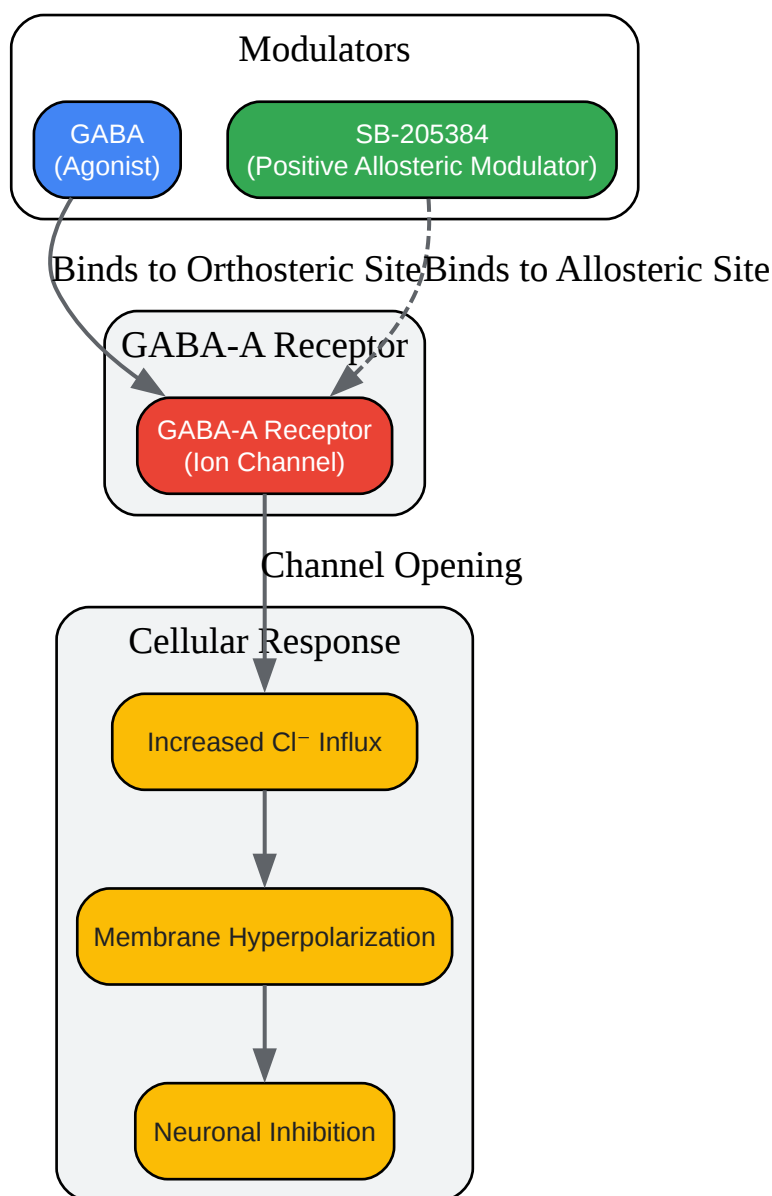 Modulators
GABA
(Agonist)
SB-205384
(Positive Allosteric Modulator)
Binds to Orthosteric Site
Binds to Allosteric Site
GABA-A Receptor
GABA-A Receptor
(Ion Channel)
Channel Opening
Cellular Response
Increased Cl⁻ Influx
Membrane Hyperpolarization
Neuronal Inhibition